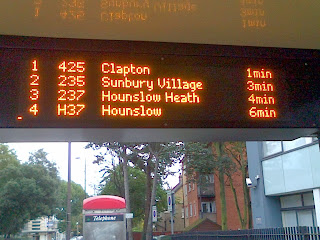 1 425 Clapton 1min
2 235 Sunbury Village 3min
3 237 Hounslow Heath 4min
4 H37 Hounslow 6min
Telephone